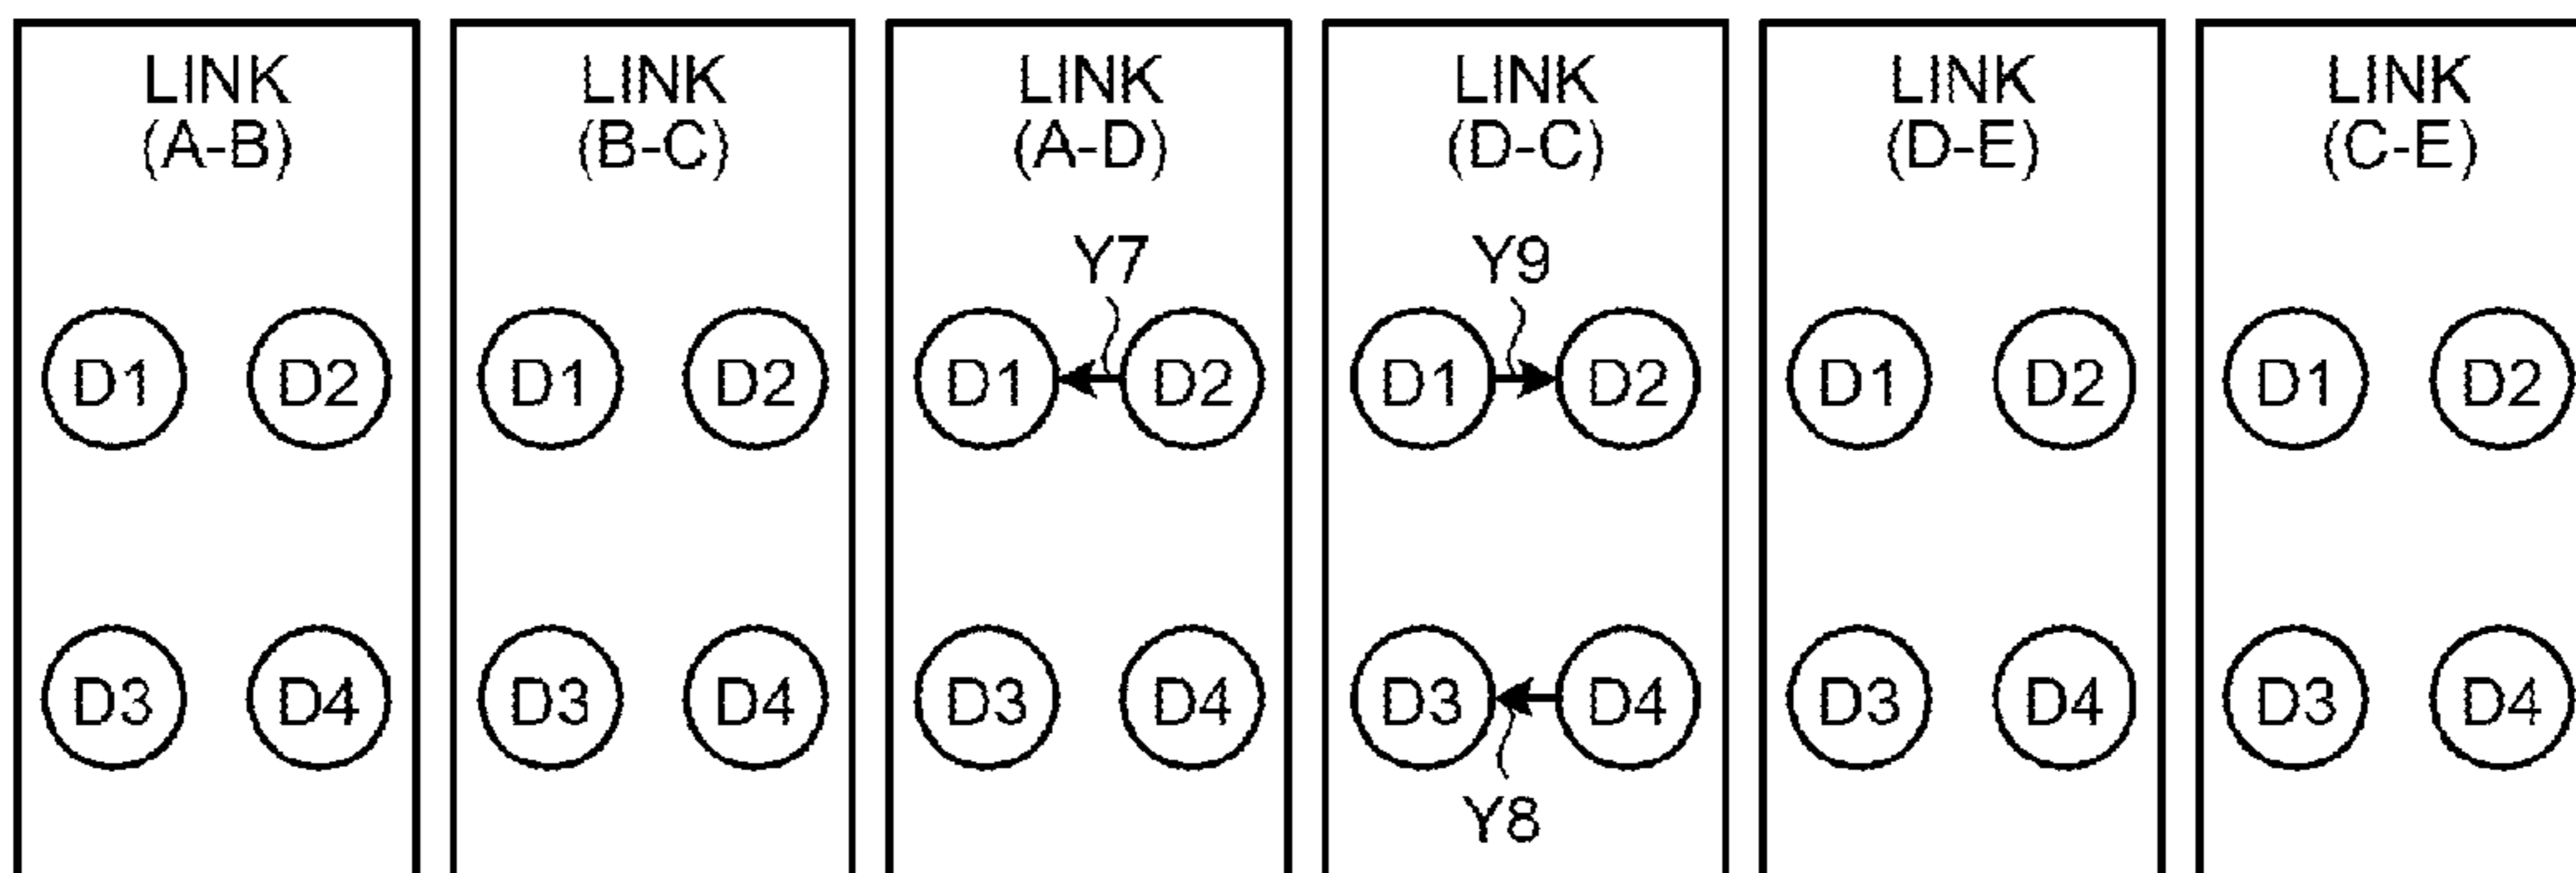 LINK
(A-B)
LINK
(B-C)
LINK
(A-D)
LINK
(D-C)
LINK
(D-E)
LINK
(C-E)
Y7
Y9
D1 D2
D1 D2
D1 D2
D1 D2
D1 D2
D1 D2
D3 D4
D3 D4
D3 D4
D3 D4
D3 D4
D3 D4
Y8